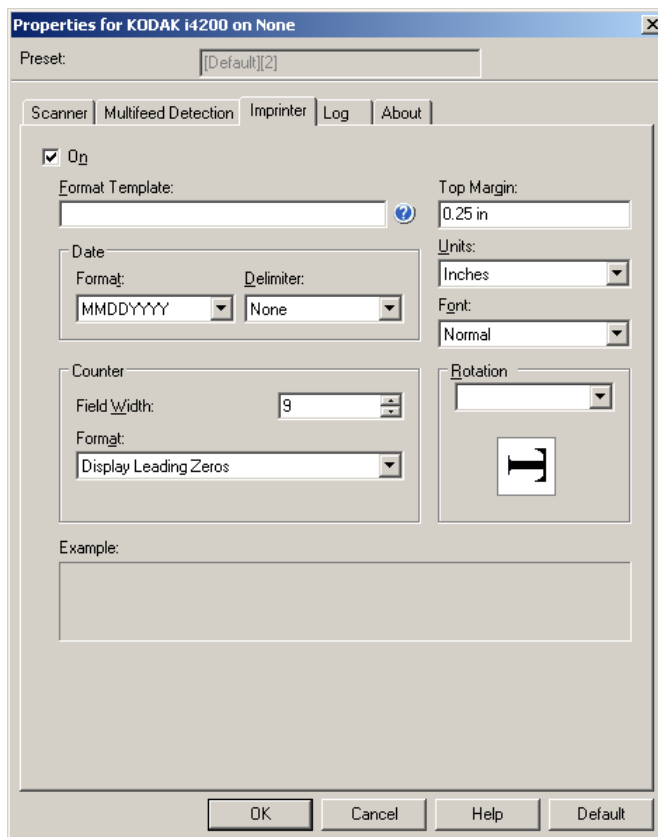 Properties for KODAK i4200 on None
Preset: [Default][2]
Scanner Multifeed Detection Imprinter Log About
On
Format Template: Top Margin:
0.25 in
Date Units:
Format: Delimiter: Inches
MMDDYYYY None Font:
Normal
Counter Rotation
Field Width: 9
Format:
Display Leading Zeros
Example:
OK Cancel Help Default